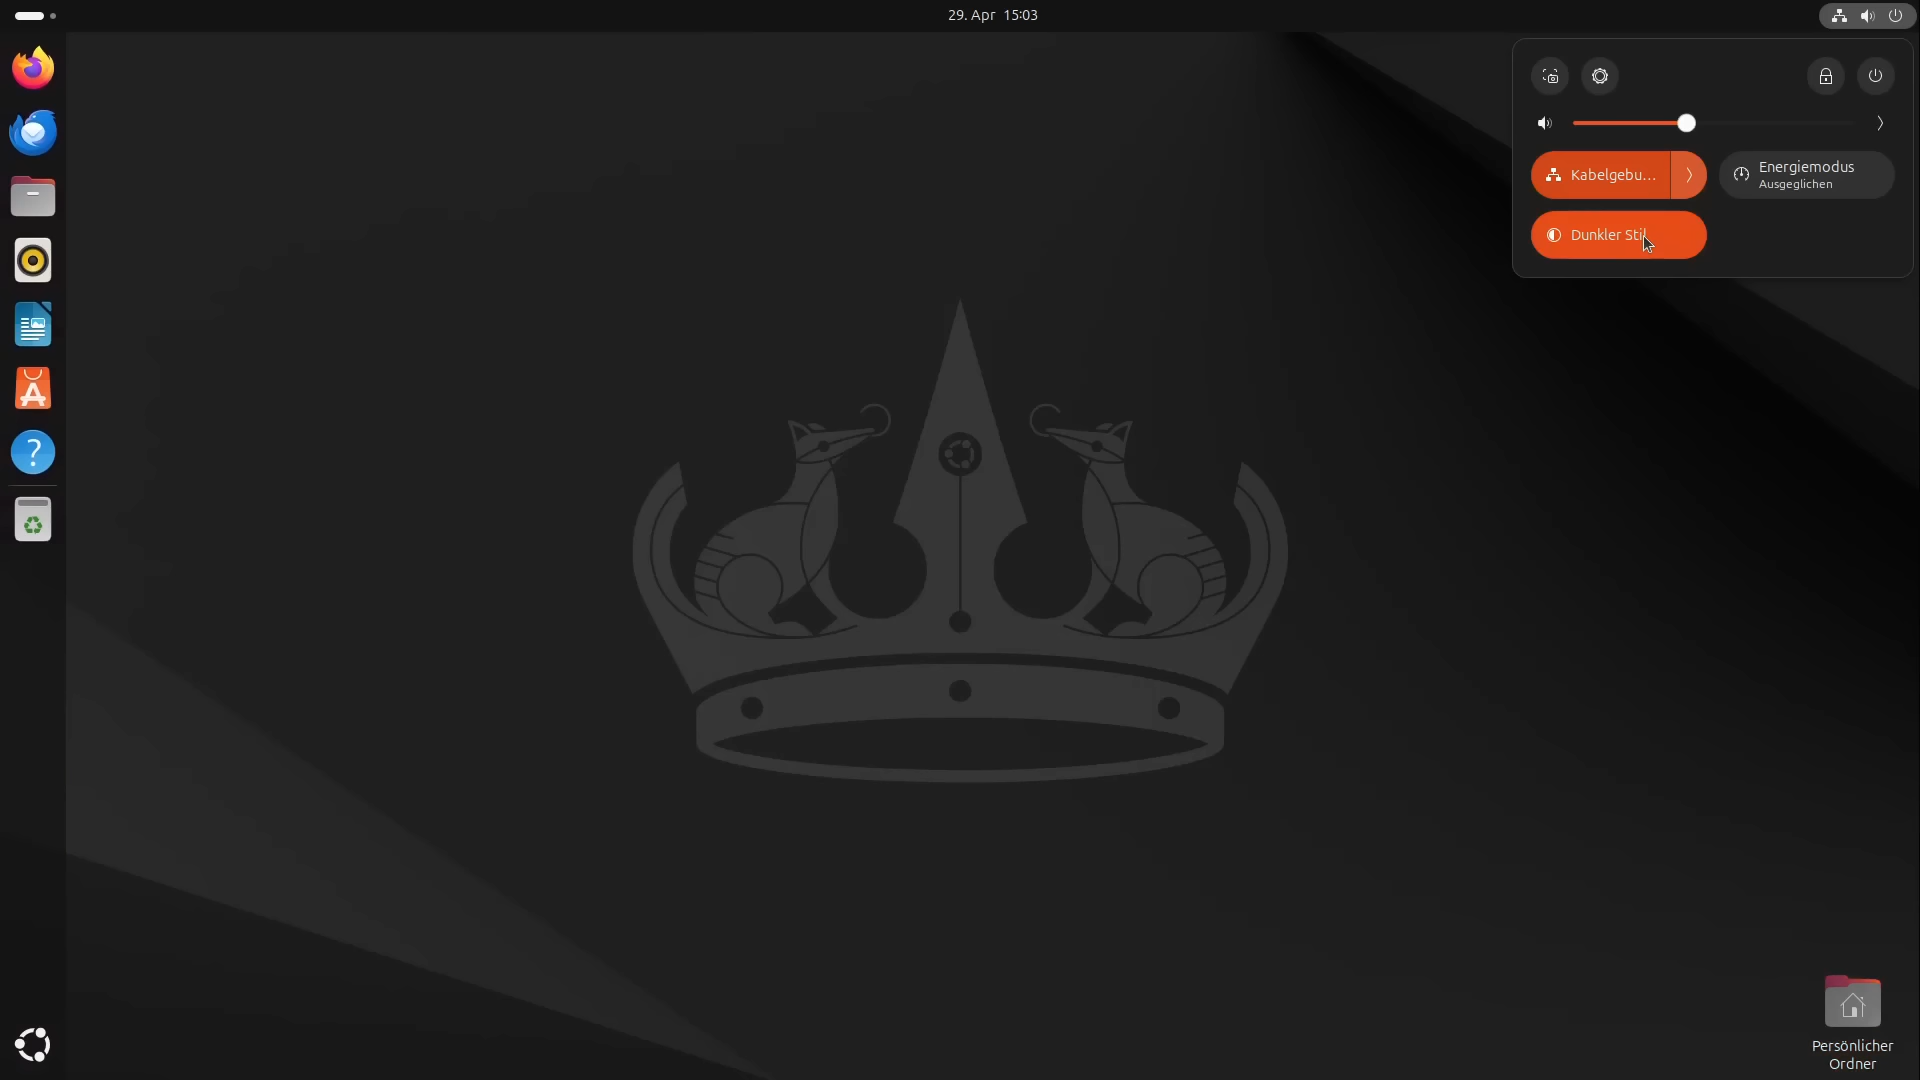 29. Apr 15:03
Kabelgebu...
Energiemodus
Ausgeglichen
Dunkler Stil
Persönlicher
Ordner